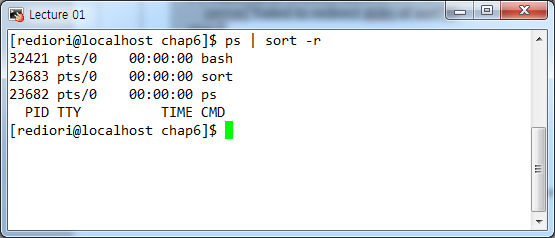 Lecture 01
[rediori@localhost chap6]$ ps | sort -r
32421 pts/0    00:00:00 bash
23683 pts/0    00:00:00 sort
23682 pts/0    00:00:00 ps
  PID TTY          TIME CMD
[rediori@localhost chap6]$